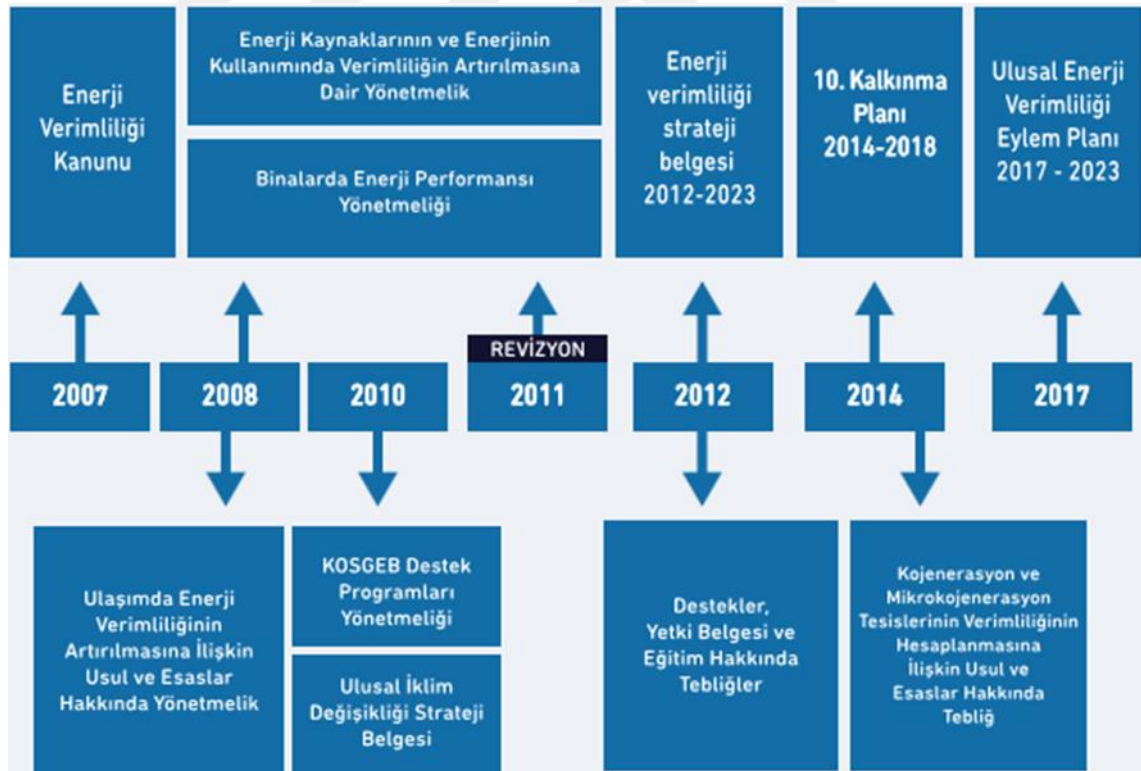 Enerji
Verimliliği
Kanunu
Enerji Kaynaklarının ve Enerjinin
Kullanımında Verimliliğin Artırılmasına
Dair Yönetmelik
Binalarda Enerji Performansı
Yönetmeliği
Enerji
verimliliği
strateji
belgesi
2012-2023
10. Kalkınma
Planı
2014-2018
Ulusal Enerji
Verimliliği
Eylem Planı
2017 - 2023
2007
2008
2010
REVİZYON
2011
2012
2014
2017
Ulaşımda Enerji
Verimliliğinin
Artırılmasına İlişkin
Usul ve Esaslar
Hakkında Yönetmelik
KOSGEB Destek
Programları
Yönetmeliği
Ulusal İklim
Değişikliği Strateji
Belgesi
Destekler,
Yetki Belgesi ve
Eğitim Hakkında
Tebliğler
Kojenerasyon ve
Mikrokojenerasyon
Tesislerinin Verimliliğinin
Hesaplanmasına
İlişkin Usul ve
Esaslar Hakkında
Tebliğ